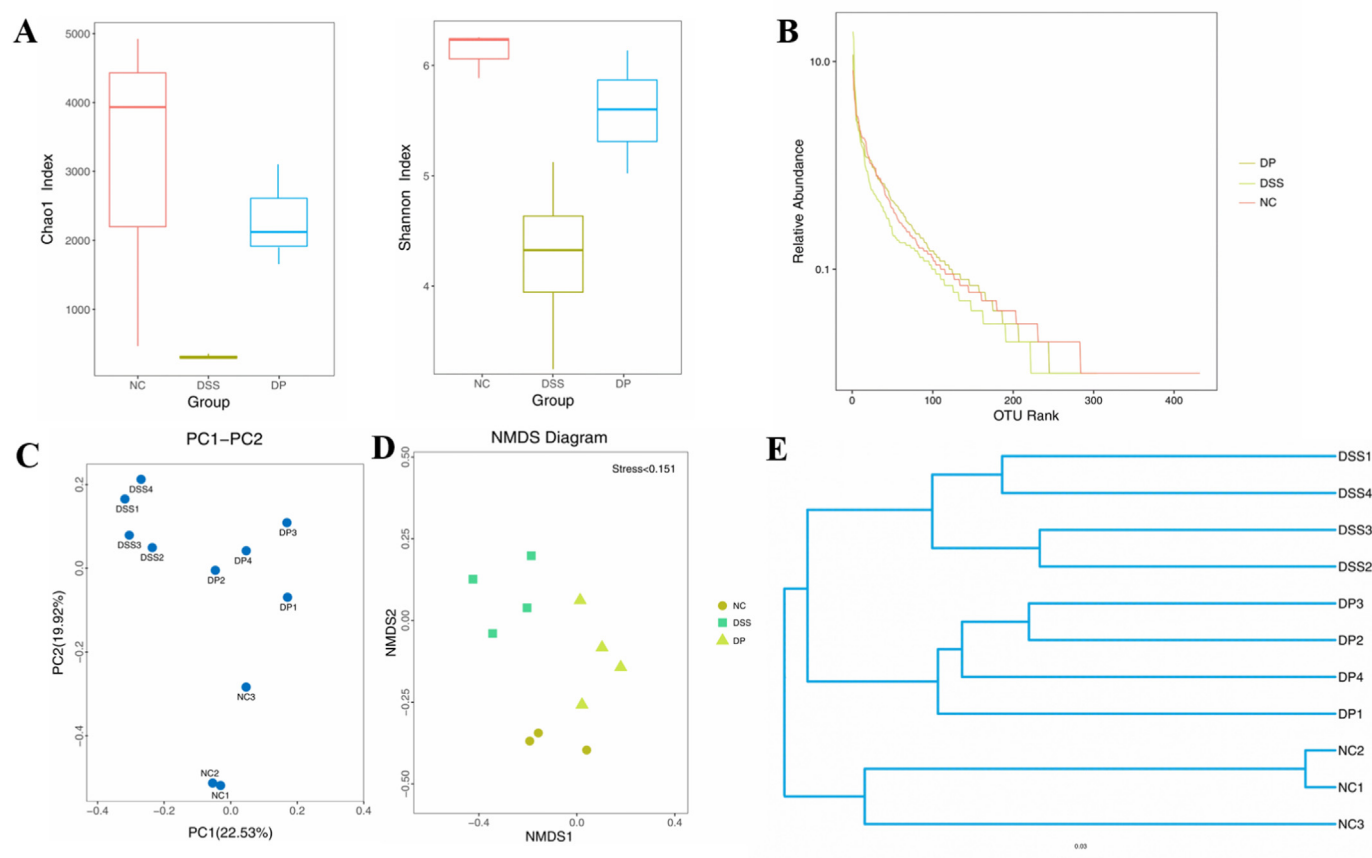 A
5000
4000
3000
2000
1000
Chao1 Index
NC
DSS
DP
Group
6
5
4
Shannon Index
NC
DSS
DP
Group
B
10.0
0.1
Relative Abundance
0
100
200
300
400
OTU Rank
DP
DSS
NC
C
PC1−PC2
0.2
0.0
−0.2
−0.4
PC2(19.92%)
DSS4
DSS1
DSS3
DSS2
DP3
DP4
DP2
DP1
NC3
NC2
NC1
−0.4
−0.2
0.0
0.2
0.4
PC1(22.53%)
D
NMDS Diagram
Stress<0.151
0.50
0.25
0.00
−0.25
−0.50
NMDS2
−0.4
0.0
0.4
NMDS1
NC
DSS
DP
E
DSS1
DSS4
DSS3
DSS2
DP3
DP2
DP4
DP1
NC2
NC1
NC3
0.03